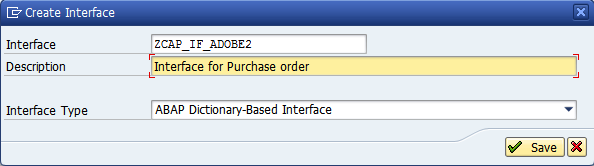 Create Interface
Interface ZCAP_IF_ADOBE2
Description Interface for Purchase order
Interface Type ABAP Dictionary-Based Interface
Save